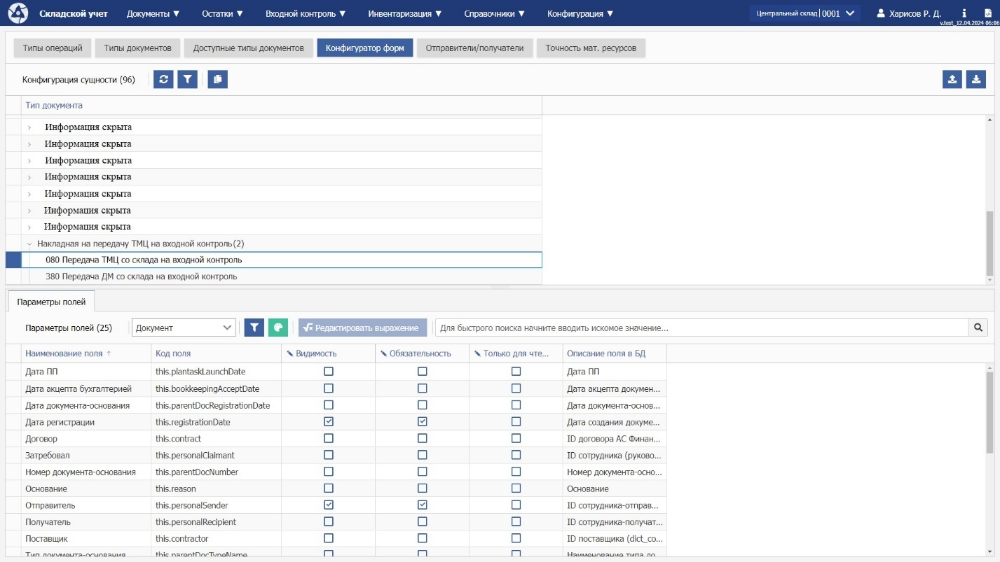 Складской учет Документы ▼ Остатки ▼ Входной контроль ▼ Инвентаризация ▼ Справочники ▼ Конфигурация ▼ Центральный склад | 0001 Харисов Р. Д.
v.test_12.04.2024 06:06
Типы операций Типы документов Доступные типы документов Конфигуратор форм Отправители/получатели Точность мат. ресурсов
Конфигурация сущности (96)
Тип документа
Информация скрыта
Информация скрыта
Информация скрыта
Информация скрыта
Информация скрыта
Информация скрыта
Информация скрыта
Накладная на передачу ТМЦ на входной контроль(2)
080 Передача ТМЦ со склада на входной контроль
380 Передача ДМ со склада на входной контроль
Параметры полей
Параметры полей (25) Документ √x Редактировать выражение Для быстрого поиска начните вводить искомое значение...
Наименование поля ↑ Код поля Видимость Обязательность Только для чте... Описание поля в БД
Дата ПП this.plantaskLaunchDate Дата ПП
Дата акцепта бухгалтерией this.bookkeepingAcceptDate Дата акцепта докумен...
Дата документа-основания this.parentDocRegistrationDate Дата документа-основ...
Дата регистрации this.registrationDate Дата создания докуме...
Договор this.contract ID договора АС Финан...
Затребовал this.personalClaimant ID сотрудника (руково...
Номер документа-основания this.parentDocNumber Номер документа-осно...
Основание this.reason Основание
Отправитель this.personalSender ID сотрудника-отправ...
Получатель this.personalRecipient ID сотрудника-получат...
Поставщик this.contractor ID поставщика (dict_co...
Тип документа-основания this.parentDocTypeName Наименование типа до...